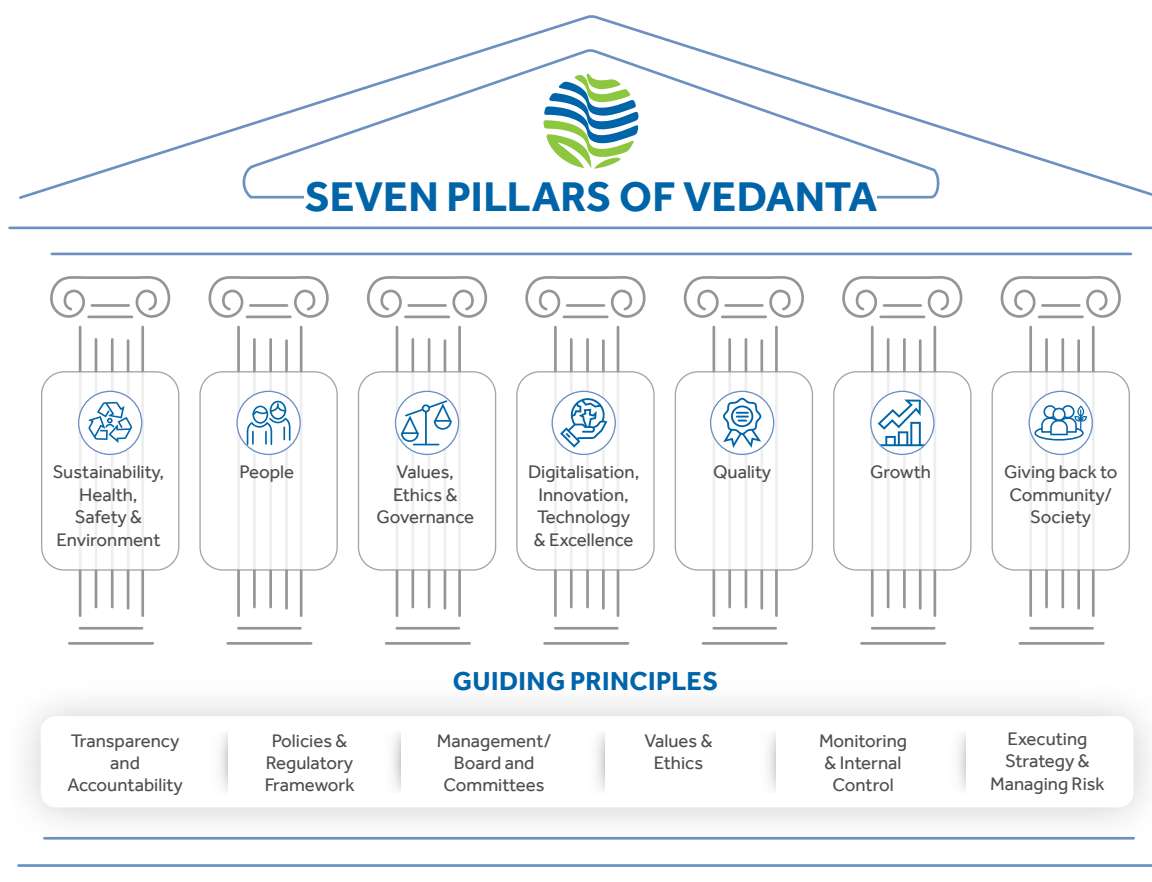 SEVEN PILLARS OF VEDANTA
Sustainability,
Health,
Safety &
Environment
People
Values,
Ethics &
Governance
Digitalisation,
Innovation,
Technology
& Excellence
Quality
Growth
Giving back to
Community/
Society
GUIDING PRINCIPLES
Transparency
and
Accountability
Policies &
Regulatory
Framework
Management/
Board and
Committees
Values &
Ethics
Monitoring
& Internal
Control
Executing
Strategy &
Managing Risk